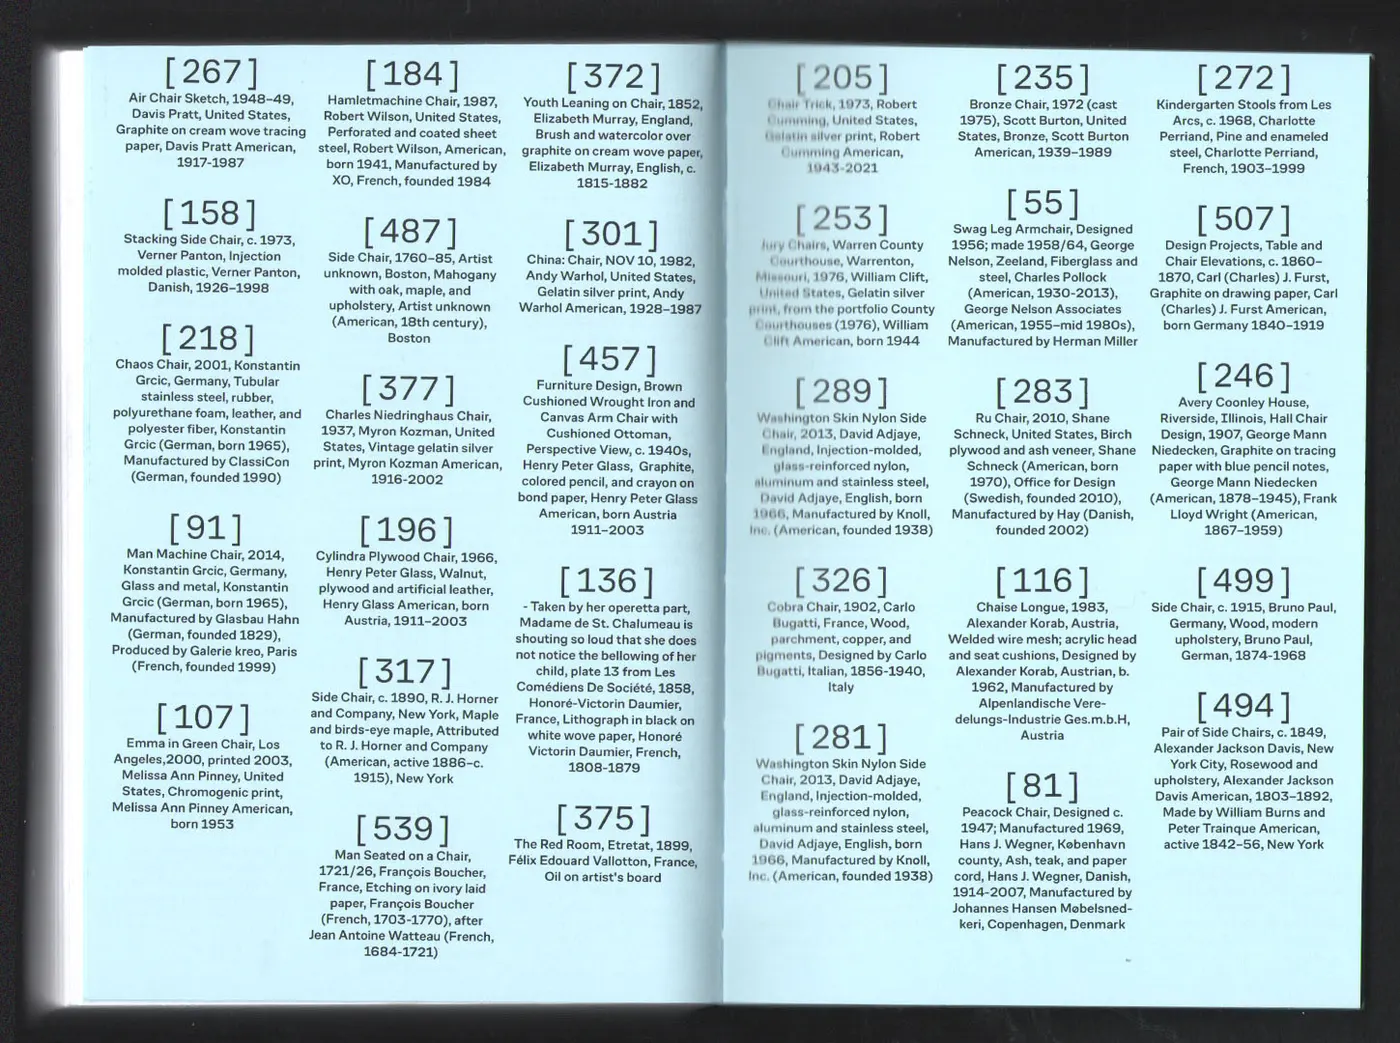 [267]
Air Chair Sketch, 1948–49,
Davis Pratt, United States,
Graphite on cream wove tracing
paper, Davis Pratt American,
1917-1987
[158]
Stacking Side Chair, c. 1973,
Verner Panton, Injection
molded plastic, Verner Panton,
Danish, 1926–1998
[218]
Chaos Chair, 2001, Konstantin
Grcic, Germany, Tubular
stainless steel, rubber,
polyurethane foam, leather, and
polyester fiber, Konstantin
Grcic (German, born 1965),
Manufactured by ClassiCon
(German, founded 1990)
[91]
Man Machine Chair, 2014,
Konstantin Grcic, Germany,
Glass and metal, Konstantin
Grcic (German, born 1965),
Manufactured by Glasbau Hahn
(German, founded 1829),
Produced by Galerie kreo, Paris
(French, founded 1999)
[107]
Emma in Green Chair, Los
Angeles,2000, printed 2003,
Melissa Ann Pinney, United
States, Chromogenic print,
Melissa Ann Pinney American,
born 1953
[184]
Hamletmachine Chair, 1987,
Robert Wilson, United States,
Perforated and coated sheet
steel, Robert Wilson, American,
born 1941, Manufactured by
XO, French, founded 1984
[487]
Side Chair, 1760–85, Artist
unknown, Boston, Mahogany
with oak, maple, and
upholstery, Artist unknown
(American, 18th century),
Boston
[377]
Charles Niedringhaus Chair,
1937, Myron Kozman, United
States, Vintage gelatin silver
print, Myron Kozman American,
1916-2002
[196]
Cylindra Plywood Chair, 1966,
Henry Peter Glass, Walnut,
plywood and artificial leather,
Henry Glass American, born
Austria, 1911–2003
[317]
Side Chair, c. 1890, R. J. Horner
and Company, New York, Maple
and birds-eye maple, Attributed
to R. J. Horner and Company
(American, active 1886–c.
1915), New York
[539]
Man Seated on a Chair,
1721/26, François Boucher,
France, Etching on ivory laid
paper, François Boucher
(French, 1703-1770), after
Jean Antoine Watteau (French,
1684-1721)
[372]
Youth Leaning on Chair, 1852,
Elizabeth Murray, England,
Brush and watercolor over
graphite on cream wove paper,
Elizabeth Murray, English, c.
1815-1882
[301]
China: Chair, NOV 10, 1982,
Andy Warhol, United States,
Gelatin silver print, Andy
Warhol American, 1928–1987
[457]
Furniture Design, Brown
Cushioned Wrought Iron and
Canvas Arm Chair with
Cushioned Ottoman,
Perspective View, c. 1940s,
Henry Peter Glass, Graphite,
colored pencil, and crayon on
bond paper, Henry Peter Glass
American, born Austria
1911–2003
[136]
- Taken by her operetta part,
Madame de St. Chalumeau is
shouting so loud that she does
not notice the bellowing of her
child, plate 13 from Les
Comédiens De Société, 1858,
Honoré-Victorin Daumier,
France, Lithograph in black on
white wove paper, Honoré
Victorin Daumier, French,
1808-1879
[375]
The Red Room, Etretat, 1899,
Félix Edouard Vallotton, France,
Oil on artist's board
[205]
Chair Trick, 1973, Robert
Cumming, United States,
Gelatin silver print, Robert
Cumming American,
1943-2021
[253]
Jury Chairs, Warren County
Courthouse, Warrenton,
Missouri, 1976, William Clift,
United States, Gelatin silver
print, from the portfolio County
Courthouses (1976), William
Clift American, born 1944
[289]
Washington Skin Nylon Side
Chair, 2013, David Adjaye,
England, Injection-molded,
glass-reinforced nylon,
aluminum and stainless steel,
David Adjaye, English, born
1966, Manufactured by Knoll,
Inc. (American, founded 1938)
[326]
Cobra Chair, 1902, Carlo
Bugatti, France, Wood,
parchment, copper, and
pigments, Designed by Carlo
Bugatti, Italian, 1856-1940,
Italy
[281]
Washington Skin Nylon Side
Chair, 2013, David Adjaye,
England, Injection-molded,
glass-reinforced nylon,
aluminum and stainless steel,
David Adjaye, English, born
1966, Manufactured by Knoll,
Inc. (American, founded 1938)
[235]
Bronze Chair, 1972 (cast
1975), Scott Burton, United
States, Bronze, Scott Burton
American, 1939–1989
[55]
Swag Leg Armchair, Designed
1956; made 1958/64, George
Nelson, Zeeland, Fiberglass and
steel, Charles Pollock
(American, 1930-2013),
George Nelson Associates
(American, 1955–mid 1980s),
Manufactured by Herman Miller
[283]
Ru Chair, 2010, Shane
Schneck, United States, Birch
plywood and ash veneer, Shane
Schneck (American, born
1970), Office for Design
(Swedish, founded 2010),
Manufactured by Hay (Danish,
founded 2002)
[116]
Chaise Longue, 1983,
Alexander Korab, Austria,
Welded wire mesh; acrylic head
and seat cushions, Designed by
Alexander Korab, Austrian, b.
1962, Manufactured by
Alpenlandische Vere-
delungs-Industrie Ges.m.b.H,
Austria
[81]
Peacock Chair, Designed c.
1947; Manufactured 1969,
Hans J. Wegner, København
county, Ash, teak, and paper
cord, Hans J. Wegner, Danish,
1914-2007, Manufactured by
Johannes Hansen Møbelsned-
keri, Copenhagen, Denmark
[272]
Kindergarten Stools from Les
Arcs, c. 1968, Charlotte
Perriand, Pine and enameled
steel, Charlotte Perriand,
French, 1903–1999
[507]
Design Projects, Table and
Chair Elevations, c. 1860–
1870, Carl (Charles) J. Furst,
Graphite on drawing paper, Carl
(Charles) J. Furst American,
born Germany 1840–1919
[246]
Avery Coonley House,
Riverside, Illinois, Hall Chair
Design, 1907, George Mann
Niedecken, Graphite on tracing
paper with blue pencil notes,
George Mann Niedecken
(American, 1878–1945), Frank
Lloyd Wright (American,
1867–1959)
[499]
Side Chair, c. 1915, Bruno Paul,
Germany, Wood, modern
upholstery, Bruno Paul,
German, 1874-1968
[494]
Pair of Side Chairs, c. 1849,
Alexander Jackson Davis, New
York City, Rosewood and
upholstery, Alexander Jackson
Davis American, 1803–1892,
Made by William Burns and
Peter Trainque American,
active 1842–56, New York